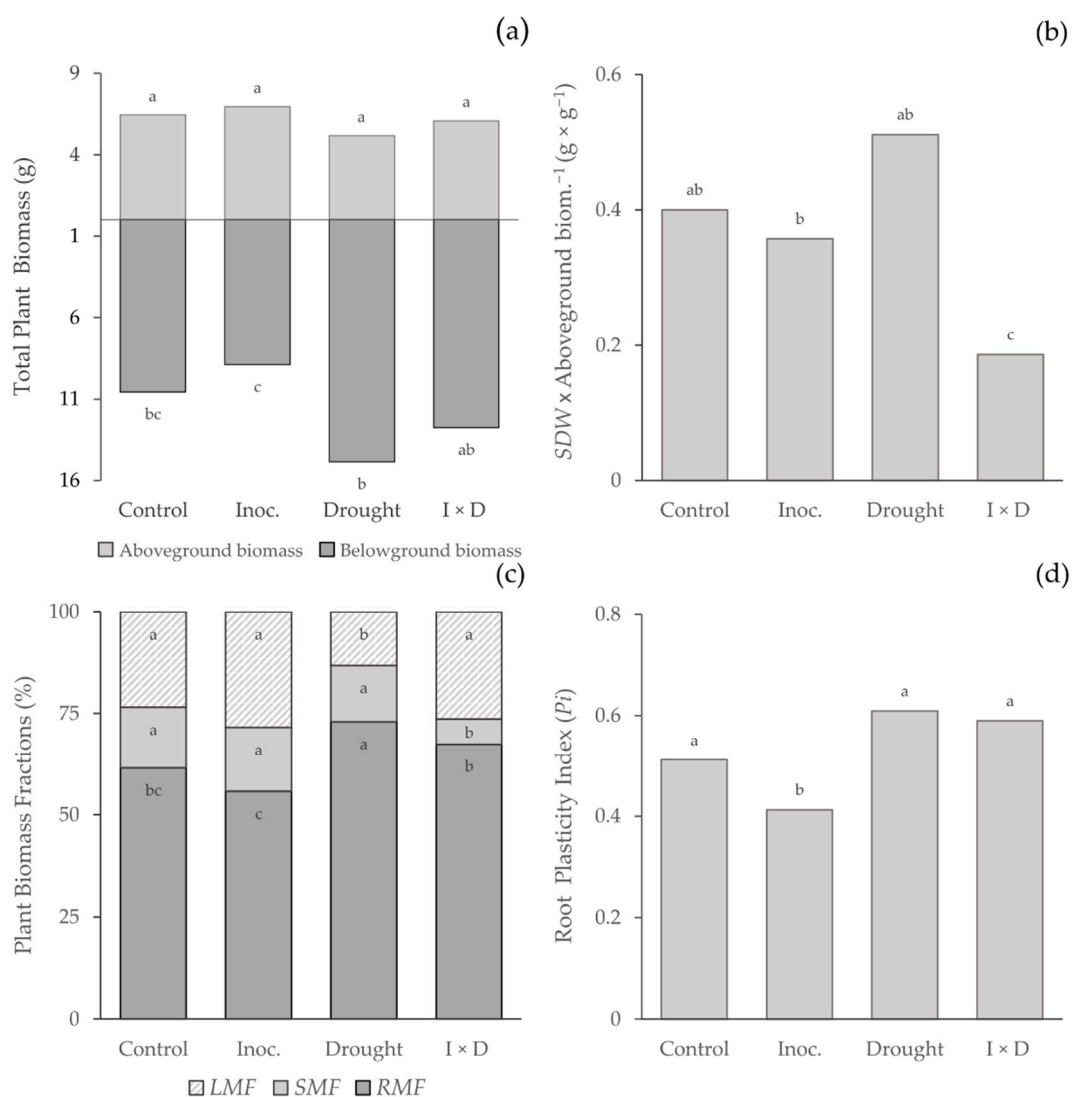 (a)
Total Plant Biomass (g)
9
4
1
6
11
16
a
a
a
a
bc
c
b
ab
Control Inoc. Drought I × D
Aboveground biomass Belowground biomass
(b)
SDW x Aboveground biom.⁻¹ (g × g⁻¹)
0.6
0.4
0.2
0
ab
b
ab
c
Control Inoc. Drought I × D
(c)
Plant Biomass Fractions (%)
100
75
50
25
0
a a b a
a a a b
bc c a b
Control Inoc. Drought I × D
LMF SMF RMF
(d)
Root Plasticity Index (Pi)
0.8
0.6
0.4
0.2
0
a
b
a
a
Control Inoc. Drought I × D